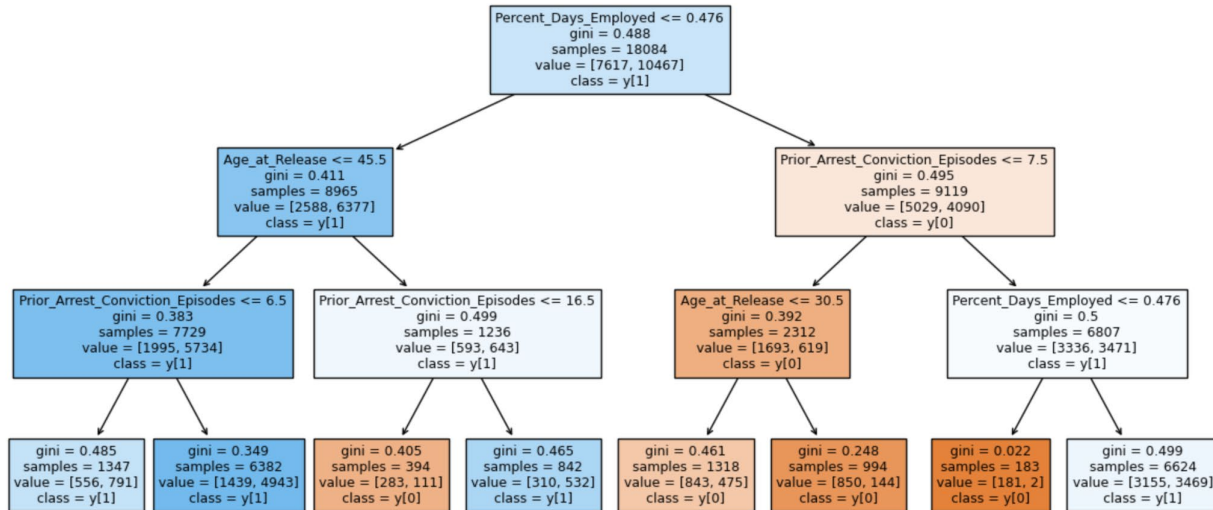 Percent_Days_Employed <= 0.476
gini = 0.488
samples = 18084
value = [7617, 10467]
class = y[1]
Age_at_Release <= 45.5
gini = 0.411
samples = 8965
value = [2588, 6377]
class = y[1]
Prior_Arrest_Conviction_Episodes <= 7.5
gini = 0.495
samples = 9119
value = [5029, 4090]
class = y[0]
Prior_Arrest_Conviction_Episodes <= 6.5
gini = 0.383
samples = 7729
value = [1995, 5734]
class = y[1]
Prior_Arrest_Conviction_Episodes <= 16.5
gini = 0.499
samples = 1236
value = [593, 643]
class = y[1]
Age_at_Release <= 30.5
gini = 0.392
samples = 2312
value = [1693, 619]
class = y[0]
Percent_Days_Employed <= 0.476
gini = 0.5
samples = 6807
value = [3336, 3471]
class = y[1]
gini = 0.485
samples = 1347
value = [556, 791]
class = y[1]
gini = 0.349
samples = 6382
value = [1439, 4943]
class = y[1]
gini = 0.405
samples = 394
value = [283, 111]
class = y[0]
gini = 0.465
samples = 842
value = [310, 532]
class = y[1]
gini = 0.461
samples = 1318
value = [843, 475]
class = y[0]
gini = 0.248
samples = 994
value = [850, 144]
class = y[0]
gini = 0.022
samples = 183
value = [181, 2]
class = y[0]
gini = 0.499
samples = 6624
value = [3155, 3469]
class = y[1]